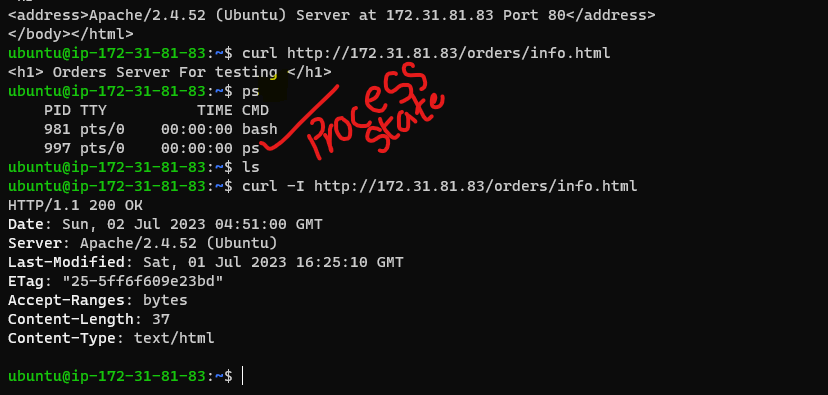 <address>Apache/2.4.52 (Ubuntu) Server at 172.31.81.83 Port 80</address>
</body></html>
ubuntu@ip-172-31-81-83:~$ curl http://172.31.81.83/orders/info.html
<h1> Orders Server For testing </h1>
ubuntu@ip-172-31-81-83:~$ ps
    PID TTY          TIME CMD
    981 pts/0    00:00:00 bash
    997 pts/0    00:00:00 ps
Process
State
ubuntu@ip-172-31-81-83:~$ ls
ubuntu@ip-172-31-81-83:~$ curl -I http://172.31.81.83/orders/info.html
HTTP/1.1 200 OK
Date: Sun, 02 Jul 2023 04:51:00 GMT
Server: Apache/2.4.52 (Ubuntu)
Last-Modified: Sat, 01 Jul 2023 16:25:10 GMT
ETag: "25-5ff6f609e23bd"
Accept-Ranges: bytes
Content-Length: 37
Content-Type: text/html
ubuntu@ip-172-31-81-83:~$